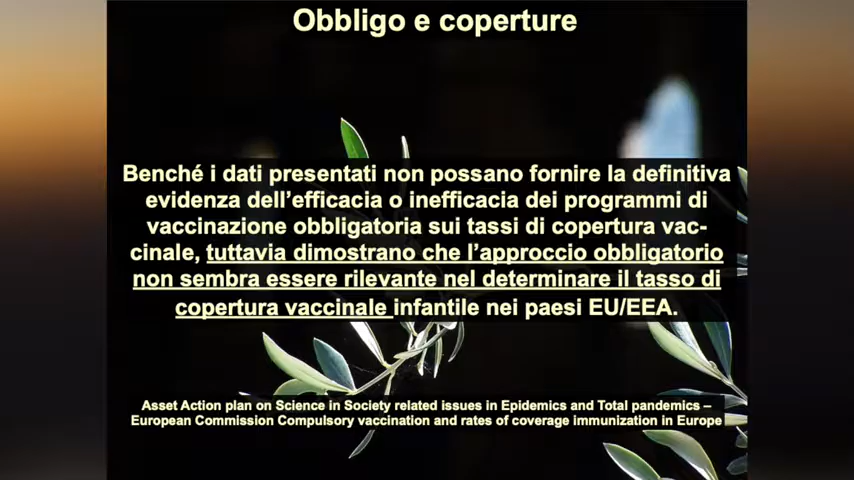 Obbligo e coperture
Benché i dati presentati non possano fornire la definitiva
evidenza dell'efficacia o inefficacia dei programmi di
vaccinazione obbligatoria sui tassi di copertura vac-
cinale, tuttavia dimostrano che l'approccio obbligatorio
non sembra essere rilevante nel determinare il tasso di
copertura vaccinale infantile nei paesi EU/EEA.
Asset Action plan on Science in Society related issues in Epidemics and Total pandemics –
European Commission Compulsory vaccination and rates of coverage immunization in Europe